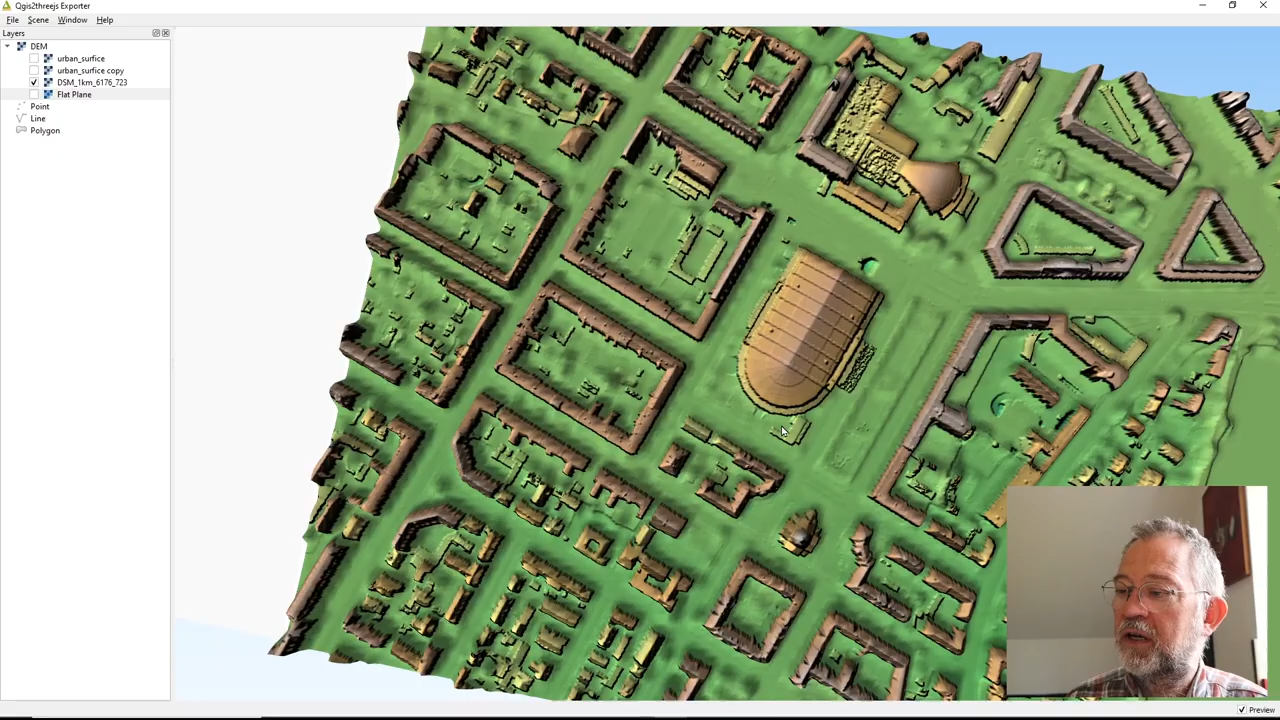 Qgis2threejs Exporter
File Scene Window Help
Layers
DEM
urban_surfice
urban_surfice copy
DSM_1km_6176_723
Flat Plane
Point
Line
Polygon
Preview